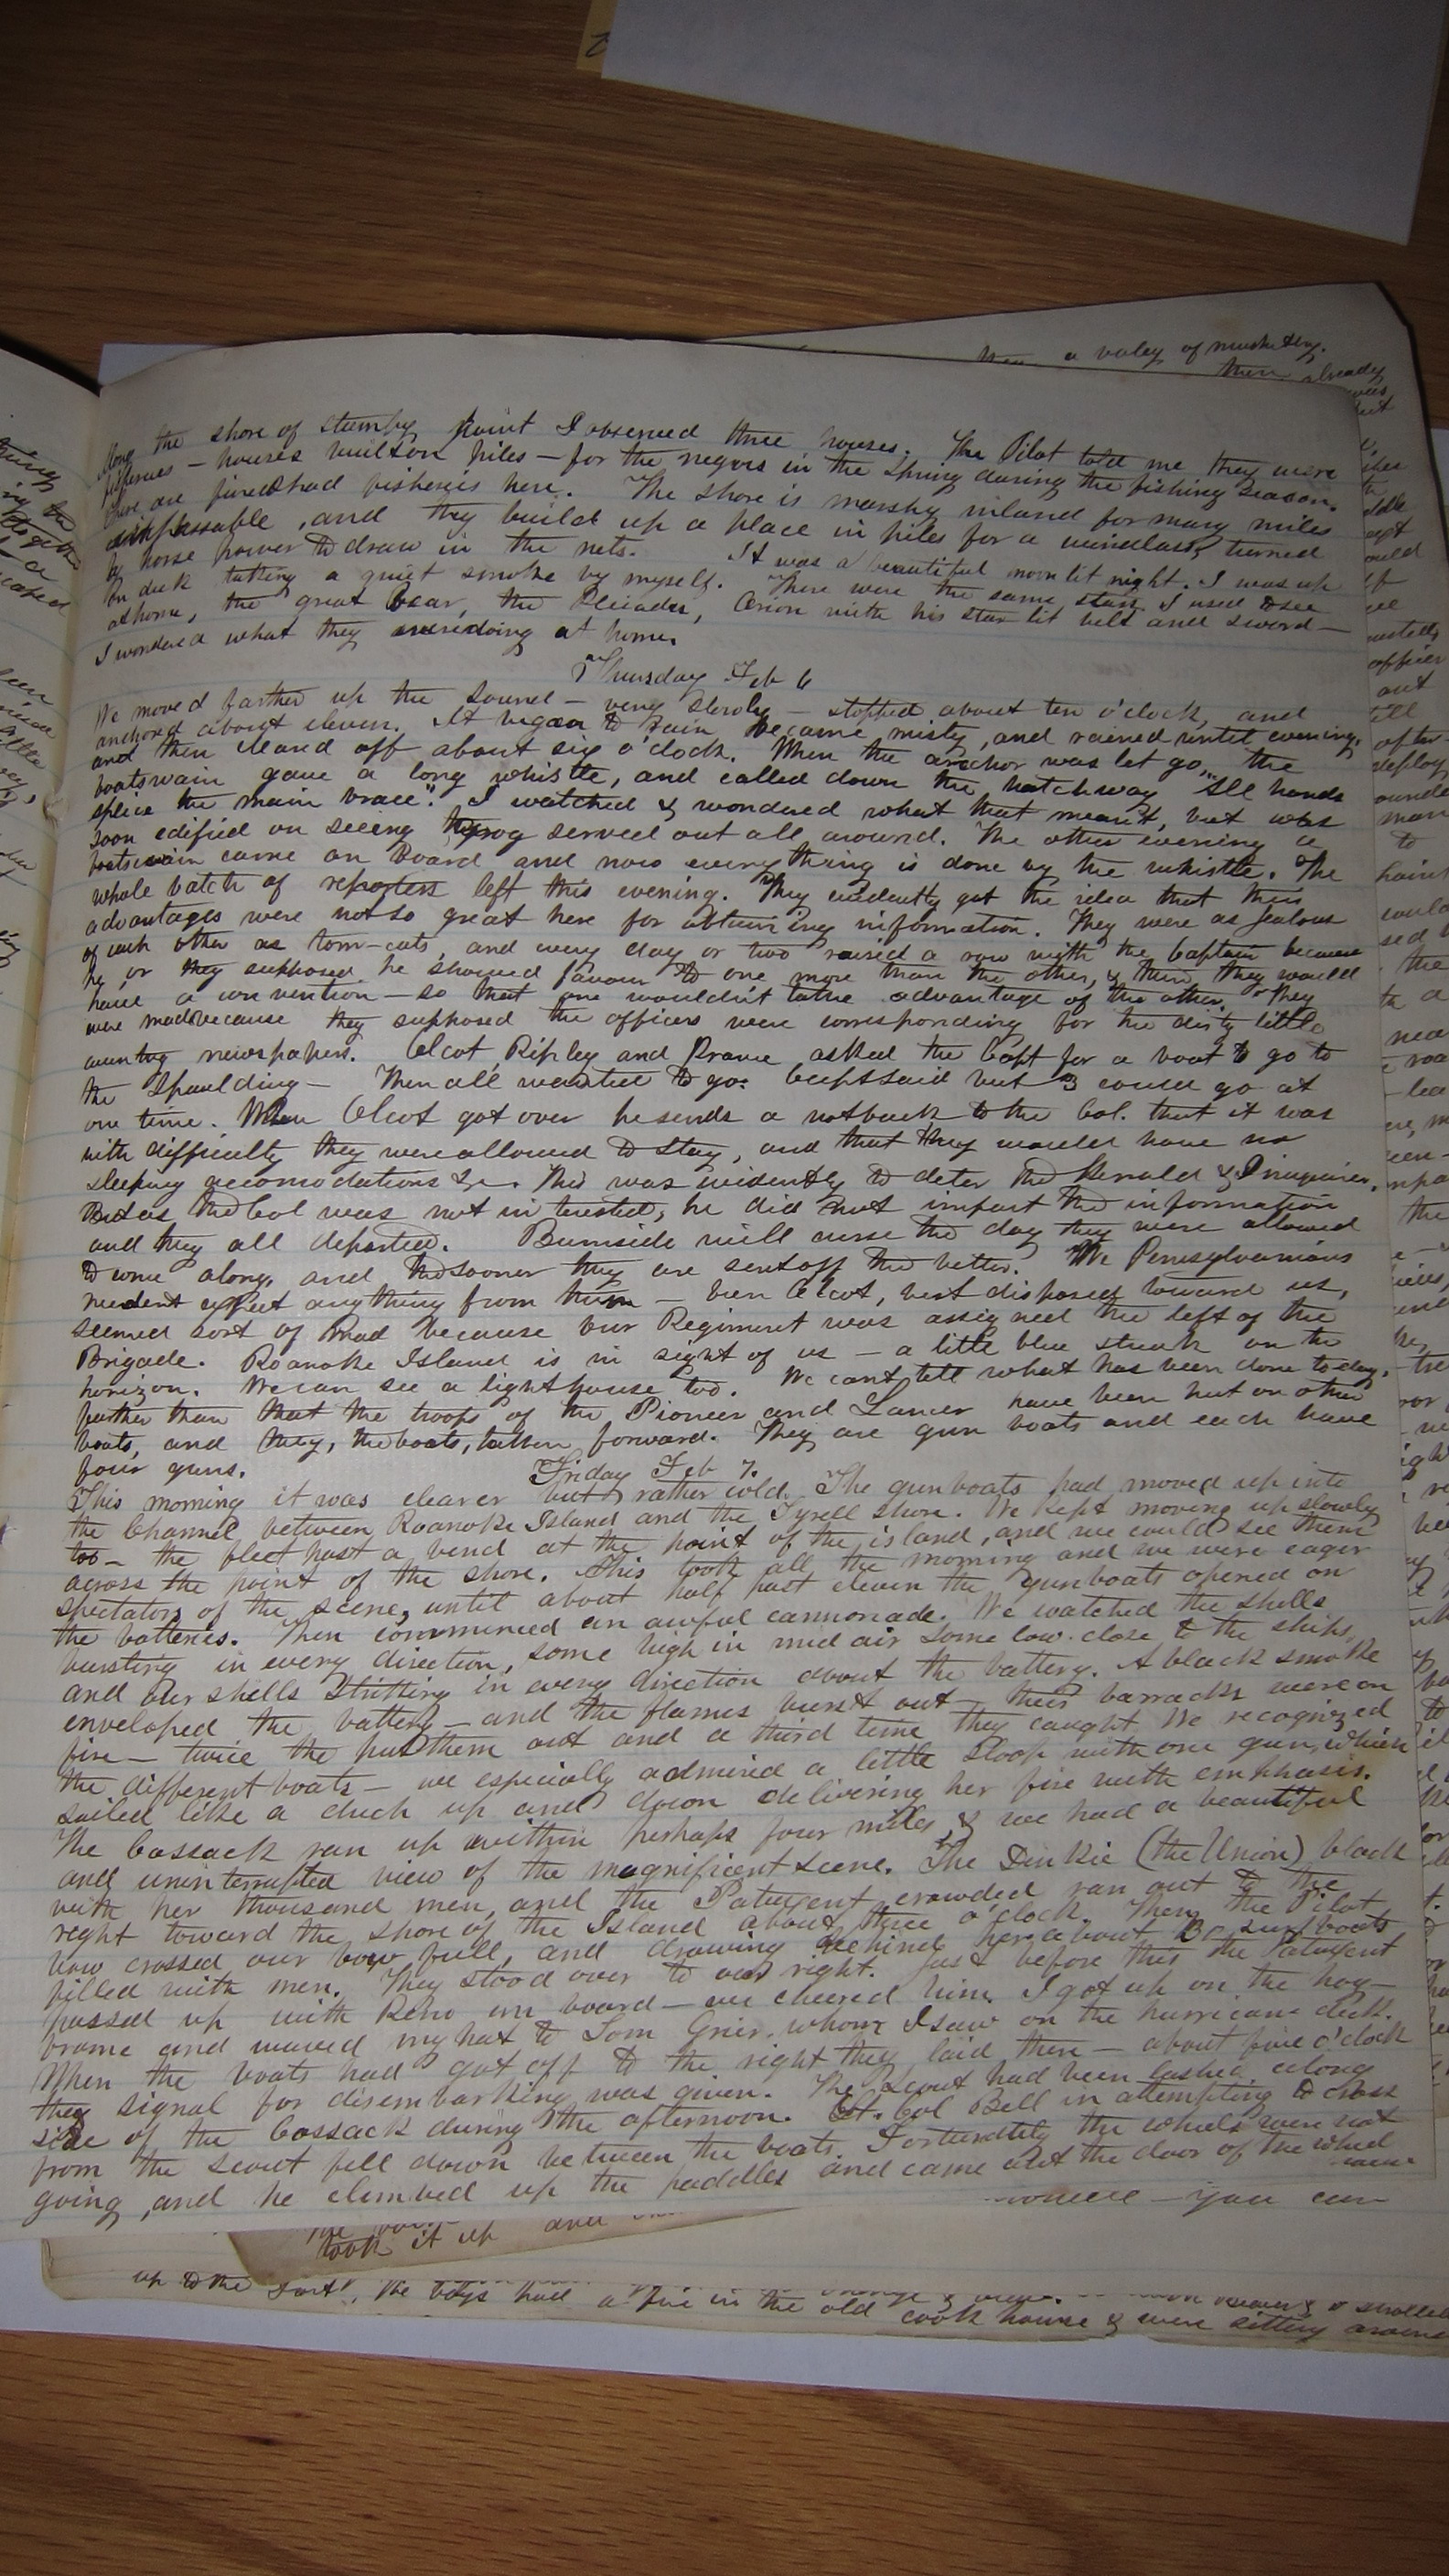 a voley of musketry.
then already
along the shore of stumpy point I observed three houses. The Pilot told me they were
fisheries — houses built on piles — for the negros in the Spring during the fishing season.
there are fine shad fisheries here. The shore is marshy inland for many miles
impassable, and they build up a place in piles for a windlass, turned
by horse power to draw in the nets. It was a beautiful moon lit night. I was up
on deck taking a quiet smoke by myself. There were the same stars I used to see
at home, the great bear, the Pleiades, Orion with his star lit belt and sword —
I wondered what they were doing at home.
Thursday Feb 6
We moved farther up the Sound — very slowly — stopped about ten o'clock, and
anchored about eleven. It began to rain became misty, and rained until evening,
and then cleared off about six o'clock. When the anchor was let go, the
boatswain gave a long whistle, and called down the hatchway "All hands
splice the main brace". I watched & wondered what that meant, but was
soon edified on seeing grog served out all around. The other evening a
boatswain came on board and now every thing is done by the whistle. The
whole batch of reporters left this evening. They evidently got the idea that their
advantages were not so great here for obtaining information. They were as jealous
of each other as tom-cats, and every day or two raised a row with the Captain because
he, or they supposed he showed favour to one more than the other, & then they would
have a convention — so that one wouldn't take advantage of the other. They
were mad because they supposed the officers were corresponding for the dirty little
country newspapers. Olcot, Ripley and Prame asked the Capt for a boat to go to
the Spaulding — Then all wanted to go. Capt said but 3 could go at
one time. When Olcot got over he sends a not back to the Col. that it was
with difficulty they were allowed to stay, and that they would have no
sleeping accomodations &c. This was evidently to deter the Herald & Inquirer.
But as the Col was not interested, he did not impart the information
and they all departed. Burnside will curse the day they were allowed
to come along, and the sooner they are sent off the better. We Pensylvanians
needent expect anything from them — even Olcot, best disposed toward us,
seemed sort of mad because our Regiment was assigned the left of the
Brigade. Roanoke Island is in sight of us — a little blue streak on the
horizon. We can see a light house too. We cant tell what has been done today,
further than that the troops of the Pioneer and Lancer have been put on other
boats, and they, the boats, taken forward. They are gun boats and each have
four guns.
Friday Feb 7.
This morning it was clearer but rather cold. The gunboats had moved up into
the Channel between Roanoke Island and the Tyrell shore. We kept moving up slowly
too — the fleet past a bend at the point of the island, and we could see them
across the point of the shore. This took all the morning and we were eager
spectators of the scene, until about half past eleven the gunboats opened on
the batteries. Then commenced an awful cannonade. We watched the shells
bursting in every direction, some high in mid air some low close to the ships,
and our shells striking in every direction about the battery. A black smoke
enveloped the battery — and the flames burst out — their barracks were on
fire — twice the put them out and a third time they caught. We recognized
the different boats — we especially admired a little Sloop with one gun, which
sailed like a duck up and down delivering her fire with emphasis.
The Cossack ran up within perhaps four miles, & we had a beautiful
and uninterrupted view of the magnificent scene. The Dinkie (the Union) black
with her thousand men, and the Patuxent crowded, ran out to the
right toward the shore of the Island about three o'clock. Then the Pilot
bow crossed our bow full, and drawing behind her about 13 surf boats
filled with men. They stood over to our right. Just before this the Patuxent
passed up with Reno on board — we cheered him. I got up on the hog-
brame and waved my hat to Tom Grier, whom I saw on the hurricane deck.
When the boats had got off to the right they laid there — about five o'clock
they signal for disembarking was given. The Scout had been lashed along
side of the Cossack during the afternoon. Lt. Col Bell in attempting to cross
from the Scout fell down between the boats. Fortunately the wheels were not
going, and he climbed up the paddles and came out the door of the wheel
you can
took it up and
up to the fort, the boys had a fire in the old cook house & were sitting around